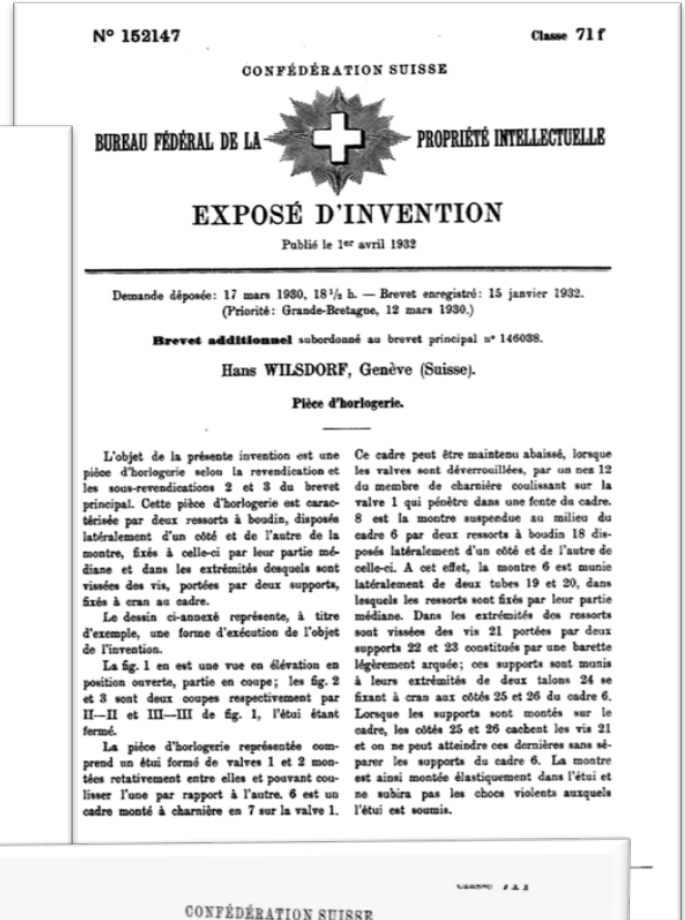 Nº 152147
Classe 71 f
CONFÉDÉRATION SUISSE
BUREAU FÉDÉRAL DE LA PROPRIÉTÉ INTELLECTUELLE
EXPOSÉ D'INVENTION
Publié le 1er avril 1932
Demande déposée: 17 mars 1930, 18½ h. — Brevet enregistré: 15 janvier 1932.
(Priorité: Grande-Bretagne, 12 mars 1930.)
Brevet additionnel subordonné au brevet principal nº 146038.
Hans WILSDORF, Genève (Suisse).
Pièce d'horlogerie.
L'objet de la présente invention est une
pièce d'horlogerie selon la revendication et
les sous-revendications 2 et 3 du brevet
principal. Cette pièce d'horlogerie est carac-
térisée par deux ressorts à boudin, disposés
latéralement d'un côté et de l'autre de la
montre, fixés à celle-ci par leur partie mé-
diane et dans les extrémités desquels sont
vissées des vis, portées par deux supports,
fixés à cran au cadre.
Le dessin ci-annexé représente, à titre
d'exemple, une forme d'exécution de l'objet
de l'invention.
La fig. 1 en est une vue en élévation en
position ouverte, partie en coupe; les fig. 2
et 3 sont deux coupes respectivement par
II—II et III—III de fig. 1, l'étui étant
fermé.
La pièce d'horlogerie représentée com-
prend un étui formé de valves 1 et 2 mon-
tées rotativement entre elles et pouvant cou-
lisser l'une par rapport à l'autre. 6 est un
cadre monté à charnière en 7 sur la valve 1.
Ce cadre peut être maintenu abaissé, lorsque
les valves sont déverrouillées, par un nez 12
du membre de charnière coulissant sur la
valve 1 qui pénètre dans une fente du cadre.
8 est la montre suspendue au milieu du
cadre 6 par deux ressorts à boudin 18 dis-
posés latéralement d'un côté et de l'autre de
celle-ci. A cet effet, la montre 6 est munie
latéralement de deux tubes 19 et 20, dans
lesquels les ressorts sont fixés par leur partie
médiane. Dans les extrémités des ressorts
sont vissées des vis 21 portées par deux
supports 22 et 23 constitués par une barette
légèrement arquée; ces supports sont munis
à leurs extrémités de deux talons 24 se
fixant à cran aux côtés 25 et 26 du cadre 6.
Lorsque les supports sont montés sur le
cadre, les côtés 25 et 26 cachent les vis 21
et on ne peut atteindre ces dernières sans sé-
parer les supports du cadre 6. La montre
est ainsi montée élastiquement dans l'étui et
ne subira pas les chocs violents auxquels
l'étui est soumis.
CONFÉDÉRATION SUISSE